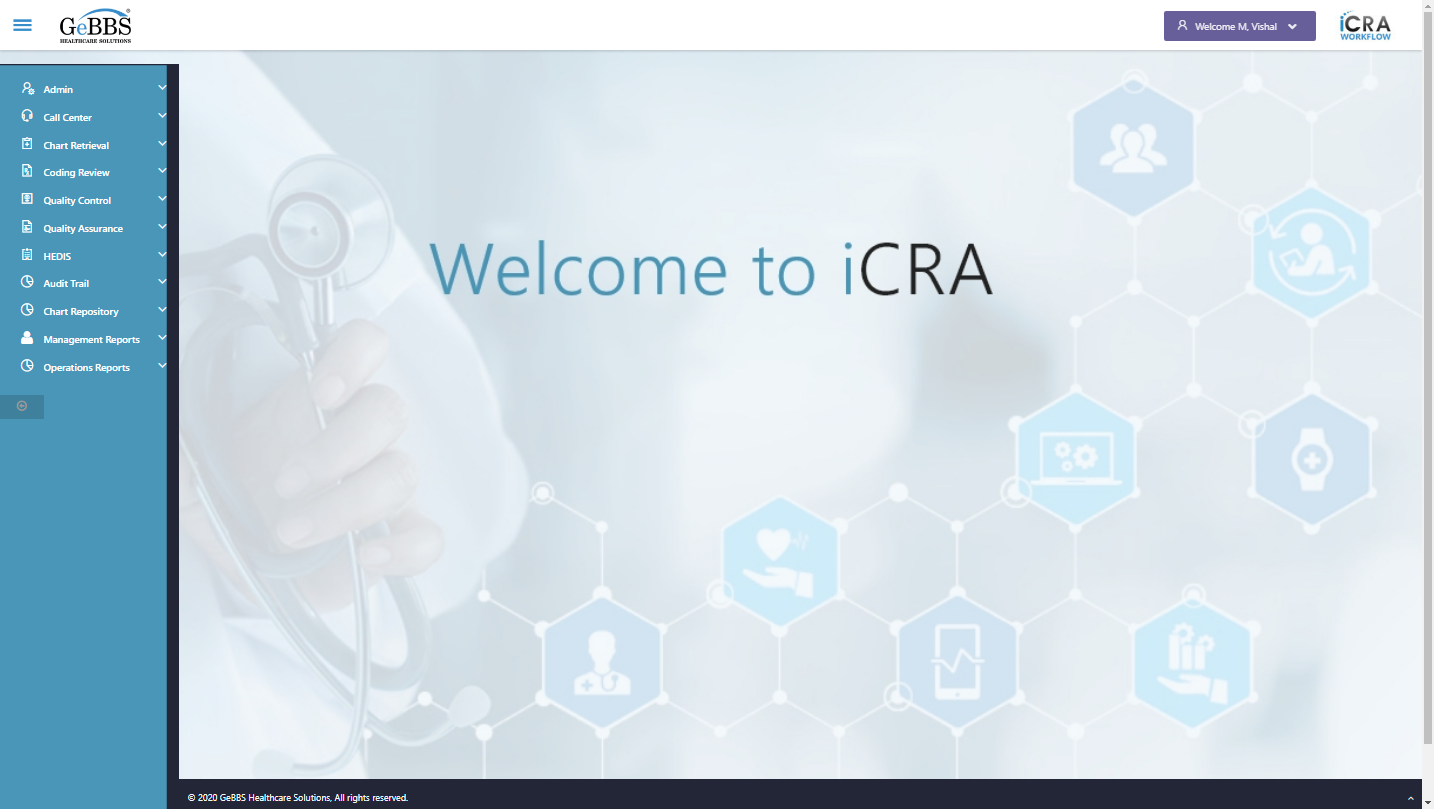 GeBBS
HEALTHCARE SOLUTIONS
Welcome M, Vishal
iCRA
WORKFLOW
Admin
Call Center
Chart Retrieval
Coding Review
Quality Control
Quality Assurance
HEDIS
Audit Trail
Chart Repository
Management Reports
Operations Reports
Welcome to iCRA
© 2020 GeBBS Healthcare Solutions, All rights reserved.